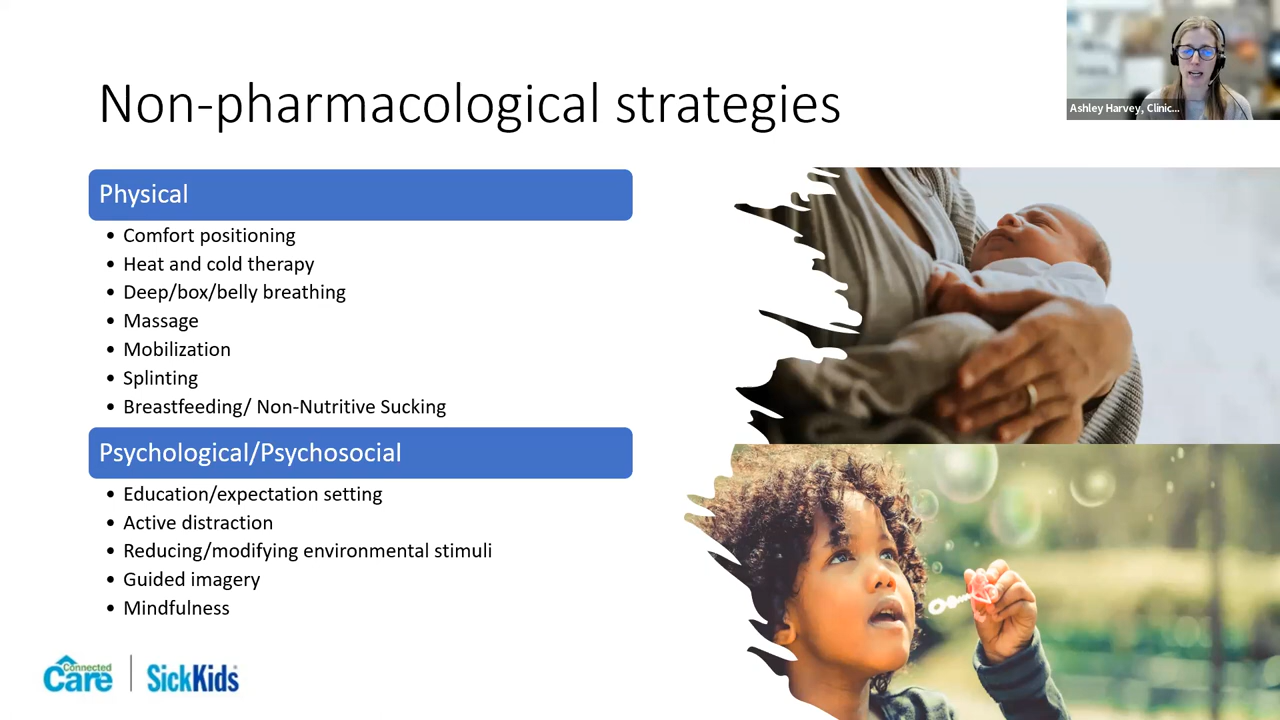 Non-pharmacological strategies
Ashley Harvey, Clinic...
Physical
• Comfort positioning
• Heat and cold therapy
• Deep/box/belly breathing
• Massage
• Mobilization
• Splinting
• Breastfeeding/ Non-Nutritive Sucking
Psychological/Psychosocial
• Education/expectation setting
• Active distraction
• Reducing/modifying environmental stimuli
• Guided imagery
• Mindfulness
Connected
Care
SickKids